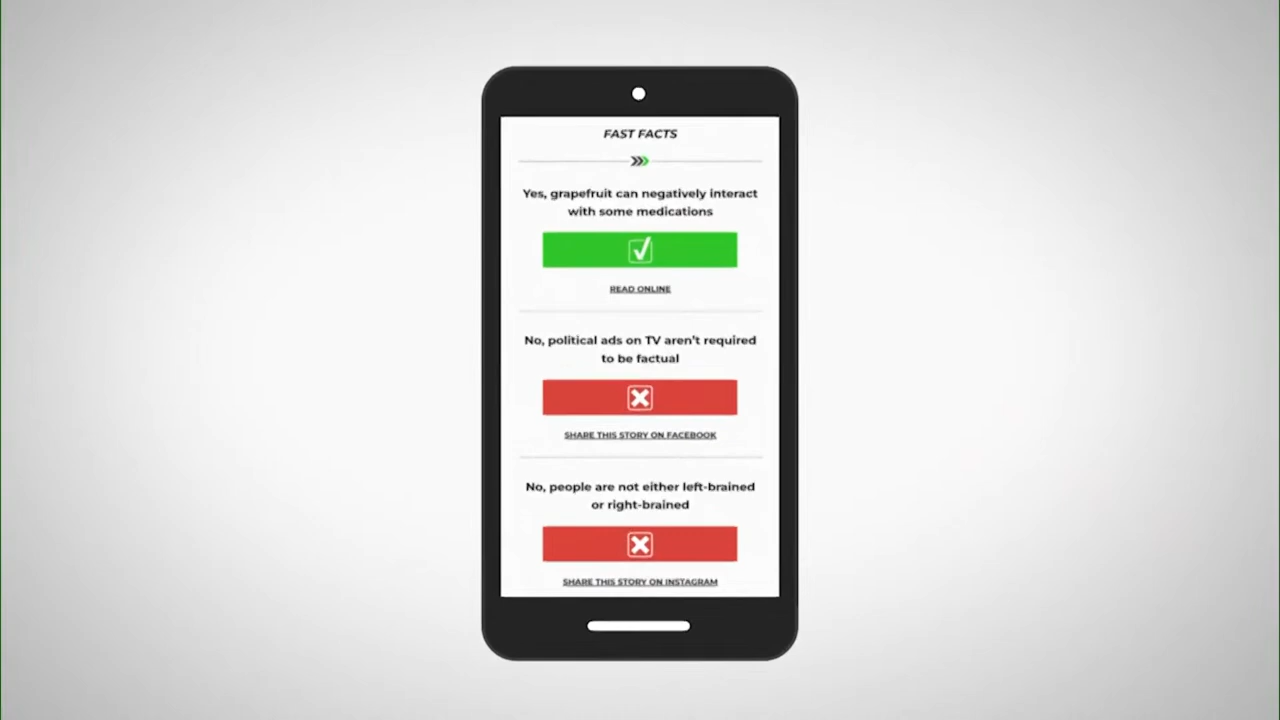 FAST FACTS
Yes, grapefruit can negatively interact
with some medications
READ ONLINE
No, political ads on TV aren't required
to be factual
SHARE THIS STORY ON FACEBOOK
No, people are not either left-brained
or right-brained
SHARE THIS STORY ON INSTAGRAM